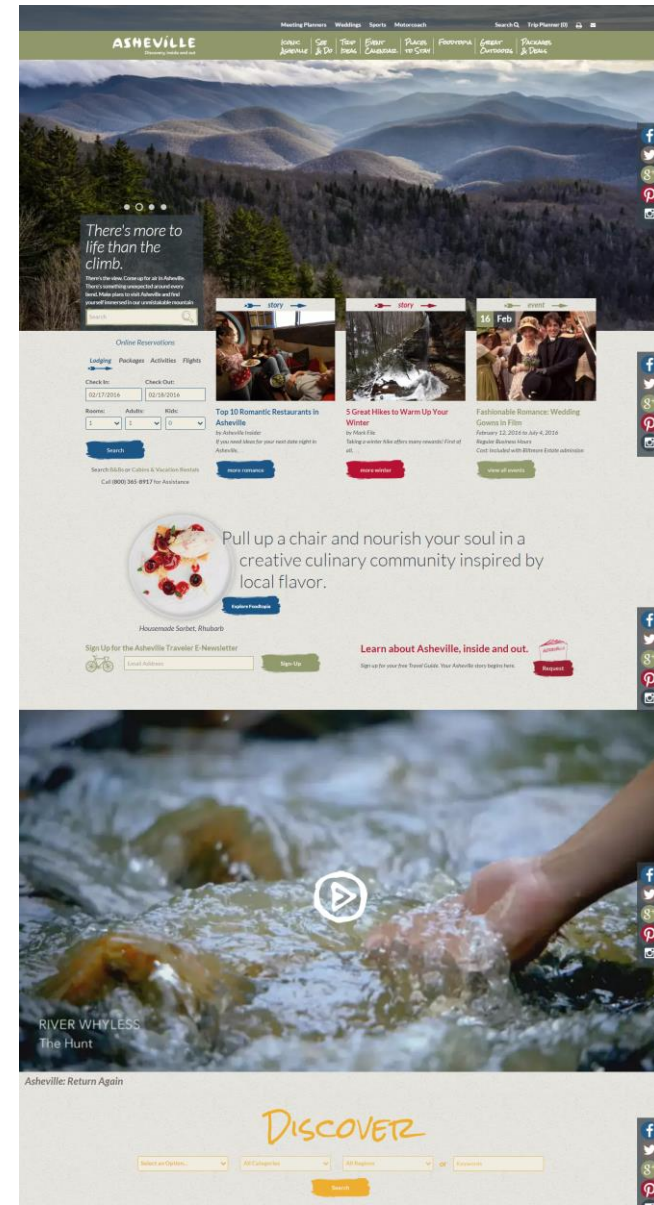 Meeting Planners Weddings Sports Motorcoach Search Trip Planner (0)
ASHEVILLE
Discovery, inside and out
Iconic Asheville
See & Do
Trip Ideas
Event Calendar
Places to Stay
Foodtopia
Great Outdoors
Packages & Deals
There's more to
life than the
climb.
There's the view. Come up for air in Asheville.
There's something unexpected around every
bend. Make plans to visit Asheville and find
yourself immersed in our unmistakable mountain
Search
story
story
event
16 Feb
Online Reservations
Lodging Packages Activities Flights
Check In: Check Out:
02/17/2016 02/18/2016
Rooms: Adults: Kids:
1 1 0
Search
Search B&Bs or Cabins & Vacation Rentals
Call (800) 365-8917 for Assistance
Top 10 Romantic Restaurants in
Asheville
by Asheville Insider
If you need ideas for your next date night in
Asheville,
more romance
5 Great Hikes to Warm Up Your
Winter
by Mark File
Taking a winter hike offers many rewards! First of
all,
more winter
Fashionable Romance: Wedding
Gowns in Film
February 12, 2016 to July 4, 2016
Regular Business Hours
Cost: Included with Biltmore Estate admission
view all events
Pull up a chair and nourish your soul in a
creative culinary community inspired by
local flavor.
Explore Foodtopia
Housemade Sorbet, Rhubarb
Sign Up for the Asheville Traveler E-Newsletter
Email Address
Sign Up
Learn about Asheville, inside and out.
Sign up for your free Travel Guide. Your Asheville story begins here.
Request
RIVER WHYLESS
The Hunt
Asheville: Return Again
DISCOVER
Select an Option... All Categories All Regions or Keyword
Search